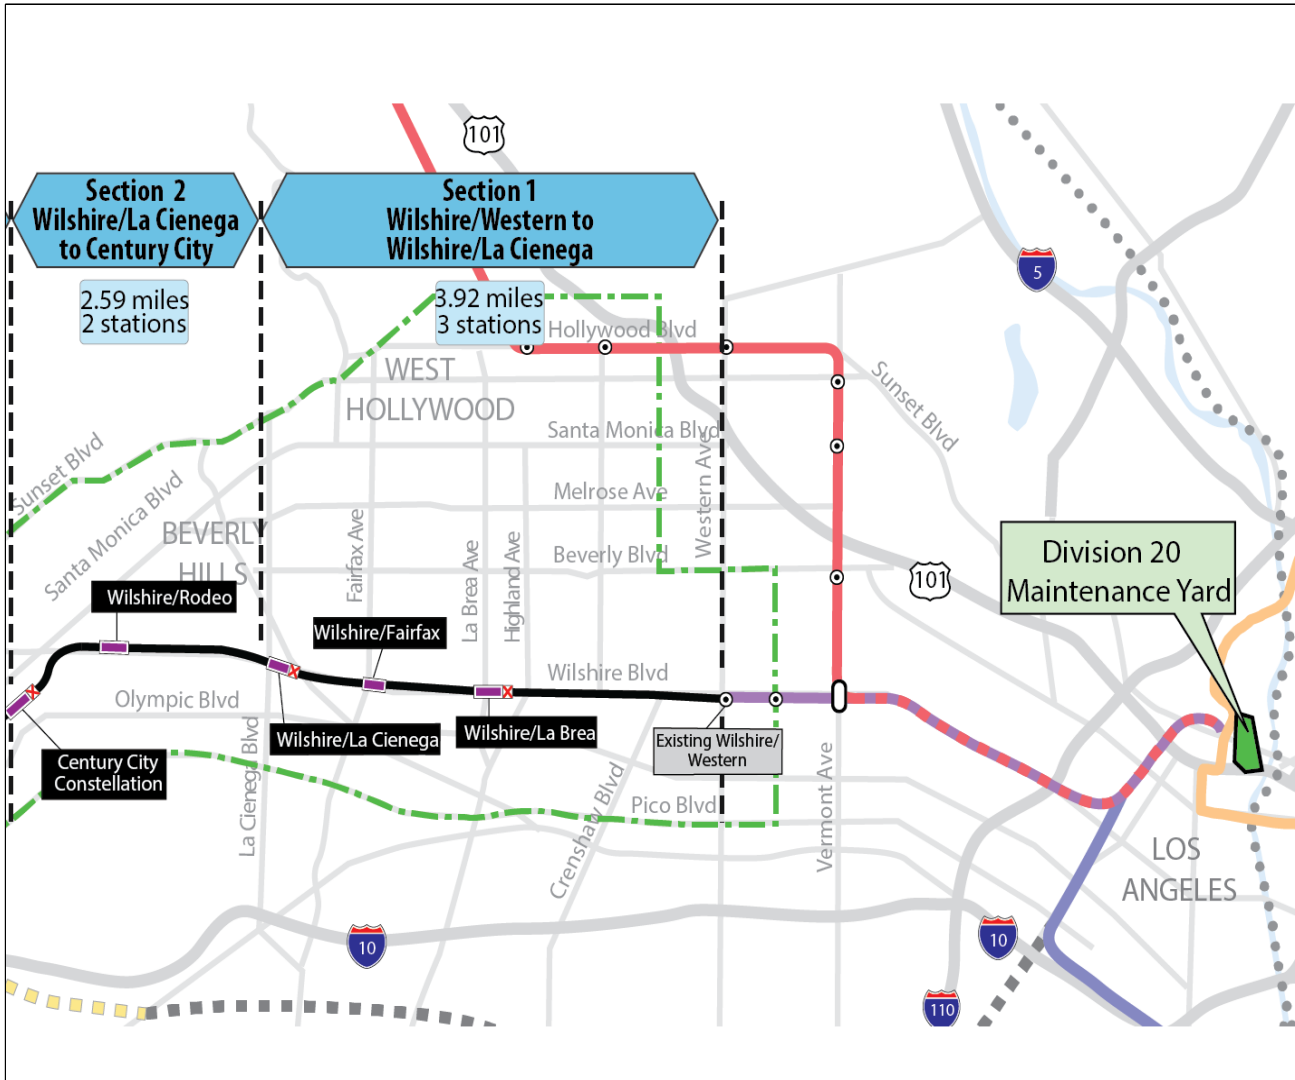 101
Section 2
Wilshire/La Cienega
to Century City
Section 1
Wilshire/Western to
Wilshire/La Cienega
2.59 miles
2 stations
3.92 miles
3 stations
5
Hollywood Blvd
WEST
HOLLYWOOD
Sunset Blvd
Santa Monica Blvd
Western Ave
Sunset Blvd
Santa Monica Blvd
Melrose Ave
BEVERLY
HILLS
Fairfax Ave
La Brea Ave
Highland Ave
Beverly Blvd
101
Division 20
Maintenance Yard
Wilshire/Rodeo
Wilshire/Fairfax
Wilshire Blvd
Olympic Blvd
Wilshire/La Cienega
Wilshire/La Brea
Existing Wilshire/
Western
Century City
Constellation
La Cienega Blvd
Crenshaw Blvd
Pico Blvd
Vermont Ave
LOS
ANGELES
10
10
110